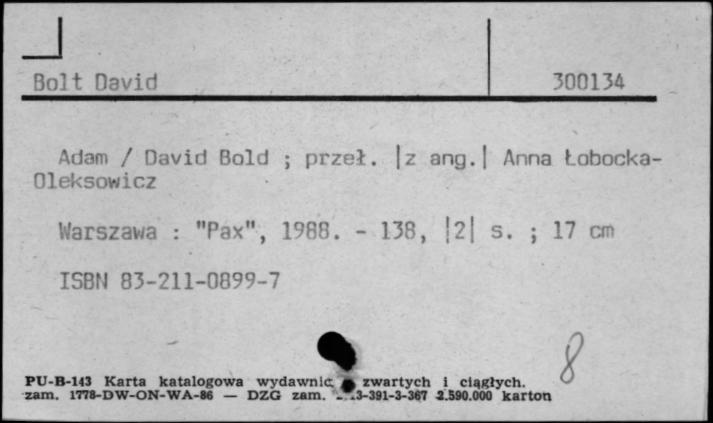 Bolt David 300134
Adam / David Bold ; przeł. |z ang.| Anna Łobocka-
Oleksowicz
Warszawa : "Pax", 1988. - 138, |2| s. ; 17 cm
ISBN 83-211-0899-7
8
PU-B-143 Karta katalogowa wydawnic zwartych i ciągłych.
zam. 1778-DW-ON-WA-86 — DZG zam. 3-391-3-367 2.590.000 karton